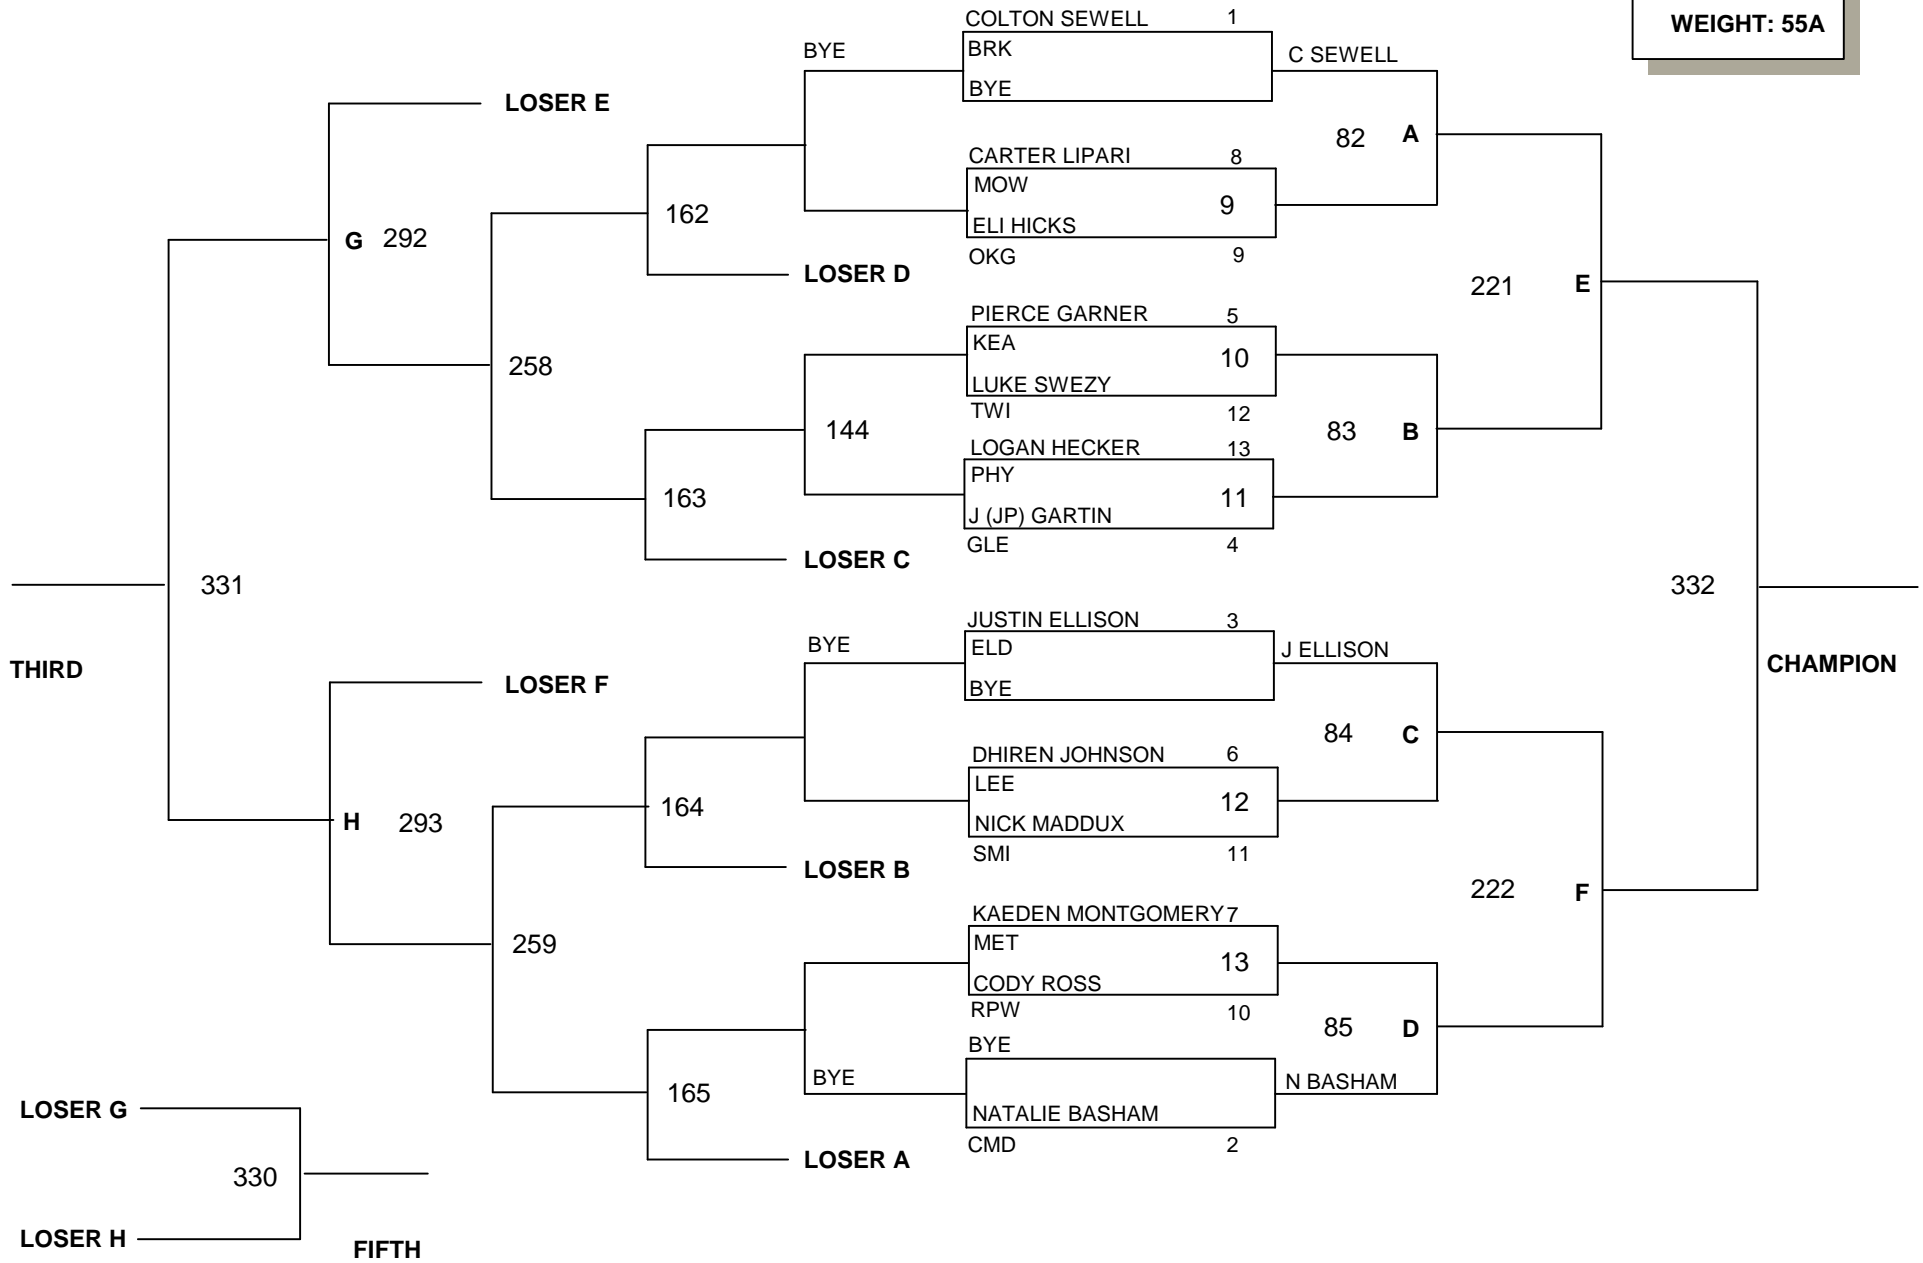 COLTON SEWELL 1
WEIGHT: 55A
BYE BRK C SEWELL
BYE
LOSER E
82 A
CARTER LIPARI 8
MOW 9
162
ELI HICKS
G 292
OKG 9
LOSER D
221 E
PIERCE GARNER 5
KEA 10
258
LUKE SWEZY
TWI 12
144 83 B
LOGAN HECKER 13
PHY
163 11
J (JP) GARTIN
GLE 4
LOSER C
331 332
JUSTIN ELLISON 3
BYE ELD J ELLISON
THIRD CHAMPION
LOSER F BYE
84 C
DHIREN JOHNSON 6
LEE
164 12
H 293 NICK MADDUX
SMI 11
LOSER B
222 F
KAEDEN MONTGOMERY 7
259 MET 13
CODY ROSS
RPW 10
85 D
BYE
BYE N BASHAM
165
LOSER G NATALIE BASHAM
CMD 2
LOSER A
330
LOSER H FIFTH